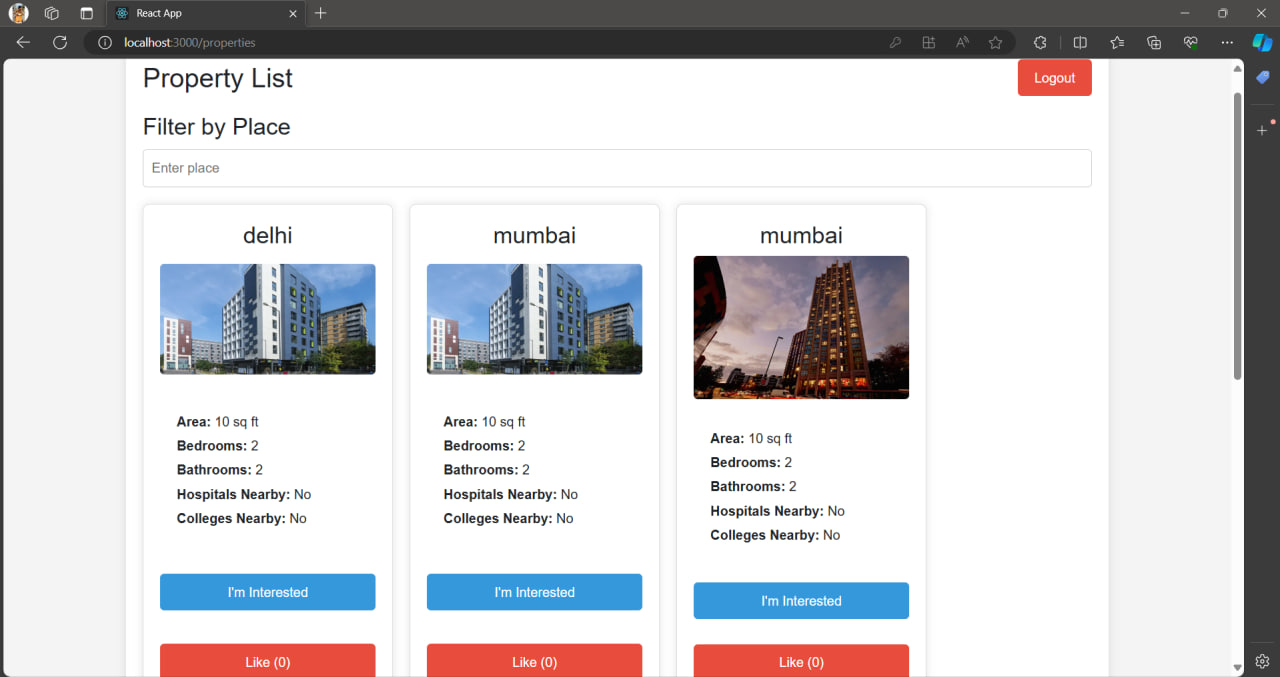 React App
localhost:3000/properties
Property List
Logout
Filter by Place
Enter place
delhi
Area: 10 sq ft
Bedrooms: 2
Bathrooms: 2
Hospitals Nearby: No
Colleges Nearby: No
I'm Interested
Like (0)
mumbai
Area: 10 sq ft
Bedrooms: 2
Bathrooms: 2
Hospitals Nearby: No
Colleges Nearby: No
I'm Interested
Like (0)
mumbai
Area: 10 sq ft
Bedrooms: 2
Bathrooms: 2
Hospitals Nearby: No
Colleges Nearby: No
I'm Interested
Like (0)